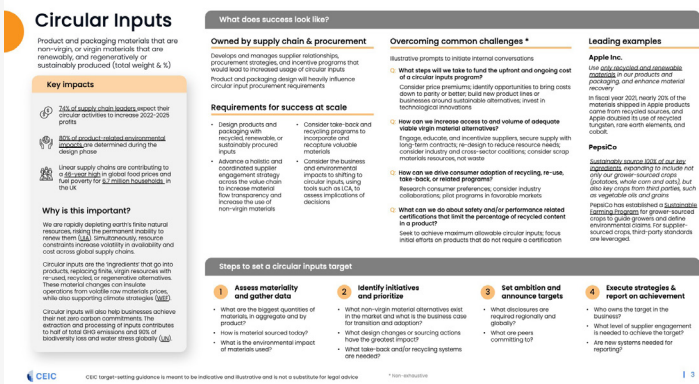 Circular Inputs
Product and packaging materials that are
non-virgin, or virgin materials that are
renewably, and regeneratively or
sustainably produced (total weight & %)
Key impacts
74% of supply chain leaders expect their
circular activities to increase 2022-2025
profits
80% of product-related environmental
impacts are determined during the
design phase
Linear supply chains are contributing to
a 46-year high in global food prices and
fuel poverty for 6.7 million households in
the UK
Why is this important?
We are rapidly depleting earth's finite natural
resources, risking the permanent inability to
renew them (UIA). Simultaneously, resource
constraints increase volatility in availability and
cost across global supply chains.
Circular inputs are the 'ingredients' that go into
products, replacing finite, virgin resources with
re-used, recycled, or regenerative alternatives.
These material changes can insulate
operations from volatile raw materials prices,
while also supporting climate strategies (WEF).
Circular inputs will also help businesses achieve
their net zero carbon commitments. The
extraction and processing of inputs contributes
to half of total GHG emissions and 90% of
biodiversity loss and water stress globally (UN).
What does success look like?
Owned by supply chain & procurement
Develops and manages supplier relationships,
procurement strategies, and incentive programs that
would lead to increased usage of circular inputs
Product and packaging design will heavily influence
circular input procurement requirements
Requirements for success at scale
• Design products and
packaging with
recycled, renewable, or
sustainably procured
inputs
• Advance a holistic and
coordinated supplier
engagement strategy
across the value chain
to increase material
flow transparency and
increase the use of
non-virgin materials
• Consider take-back and
recycling programs to
incorporate and
recapture valuable
materials
• Consider the business
and environmental
impacts to shifting to
circular inputs, using
tools such as LCA, to
assess implications of
decisions
Overcoming common challenges *
Illustrative prompts to initiate internal conversations
Q: What steps will we take to fund the upfront and ongoing cost
of a circular inputs program?
Consider price premiums; identify opportunities to bring costs
down to parity or better; build new product lines or
businesses around sustainable alternatives; invest in
technological innovations
Q: How can we increase access to and volume of adequate
viable virgin material alternatives?
Engage, educate, and incentivize suppliers, secure supply with
long-term contracts; re-design to reduce resource needs;
consider industry and cross-sector coalitions; consider scrap
materials resources, not waste
Q: How can we drive consumer adoption of recycling, re-use,
take-back, or related programs?
Research consumer preferences; consider industry
collaborations; pilot programs in favorable markets
Q: What can we do about safety and/or performance related
certifications that limit the percentage of recycled content
in a product?
Seek to achieve maximum allowable circular inputs; focus
initial efforts on products that do not require a certification
Leading examples
Apple Inc.
Use only recycled and renewable
materials in our products and
packaging, and enhance material
recovery
In fiscal year 2021, nearly 20% of the
materials shipped in Apple products
came from recycled sources, and
Apple doubled its use of recycled
tungsten, rare earth elements, and
cobalt.
PepsiCo
Sustainably source 100% of our key
ingredients, expanding to include not
only our grower-sourced crops
(potatoes, whole corn and oats), but
also key crops from third parties, such
as vegetable oils and grains
PepsiCo has established a Sustainable
Farming Program for grower-sourced
crops to guide growers and define
environmental claims. For supplier-
sourced crops, third-party standards
are leveraged.
Steps to set a circular inputs target
1 Assess materiality
and gather data
• What are the biggest quantities of
materials, in aggregate and by
product?
• How is material sourced today?
• What is the environmental impact
of materials used?
2 Identify initiatives
and prioritize
• What non-virgin material alternatives exist
in the market and what is the business case
for transition and adoption?
• What design changes or sourcing actions
have the greatest impact?
• What take-back and/or recycling systems
are needed?
3 Set ambition and
announce targets
• What disclosures are
required regionally and
globally?
• What are peers
committing to?
4 Execute strategies &
report on achievement
• Who owns the target in the
business?
• What level of supplier engagement
is needed to achieve the target?
• Are new systems needed for
reporting?
CEIC
CEIC target-setting guidance is meant to be indicative and illustrative and is not a substitute for legal advice
* Non-exhaustive
| 3